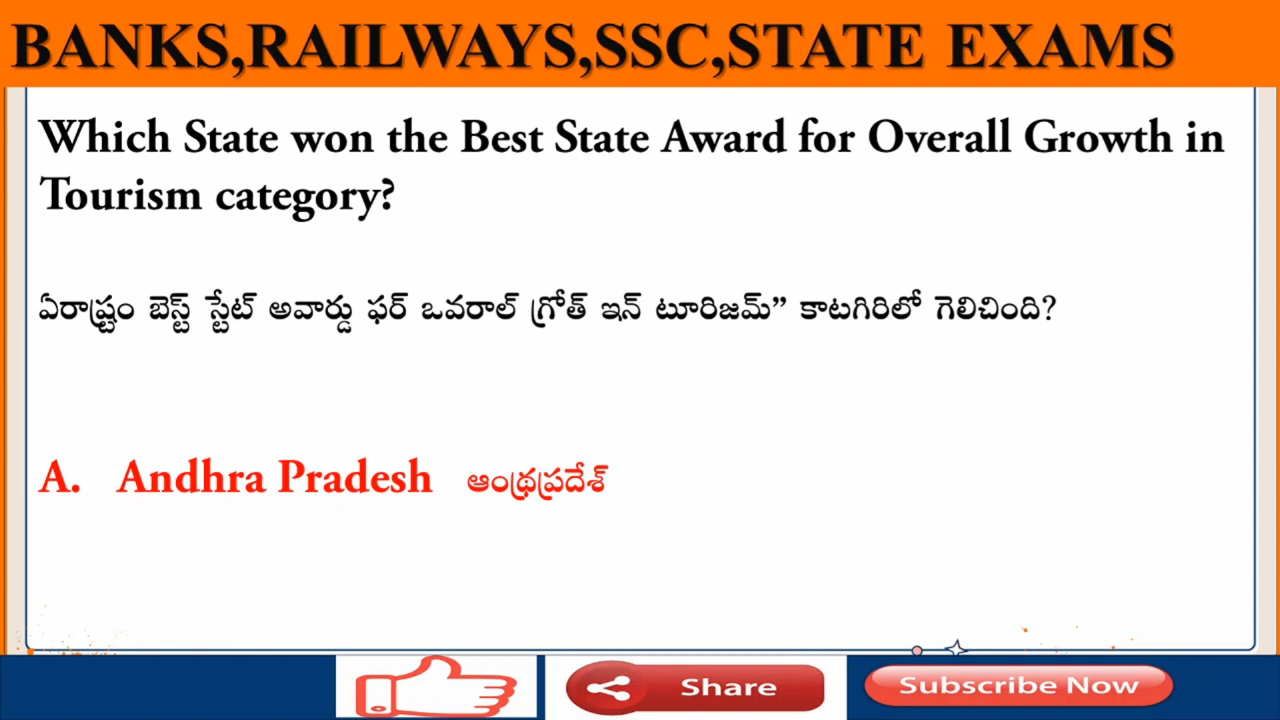 BANKS,RAILWAYS,SSC,STATE EXAMS
Which State won the Best State Award for Overall Growth in
Tourism category?
ఏరాష్ట్రం బెస్ట్ స్టేట్ అవార్డు ఫర్ ఒవరాల్ గ్రోత్ ఇన్ టూరిజమ్” కాటగిరిలో గెలిచింది?
A. Andhra Pradesh ఆంధ్రప్రదేశ్
Share
Subscribe Now